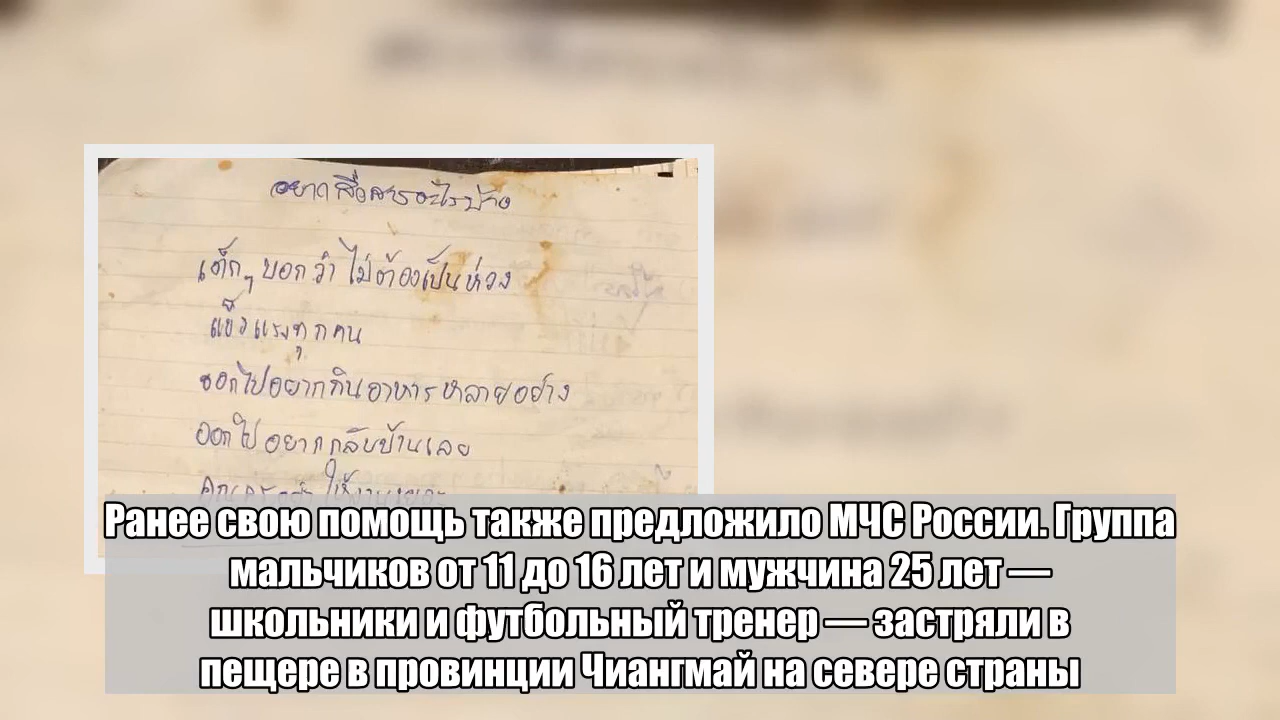 อยากสื่อสารอะไรบ้าง
เด็กๆ บอกว่า ไม่ต้องเป็นห่วง
แข็งแรงทุกคน
ออกไปอยากกินอาหารหลายอย่าง
ออกไปอยากกลับบ้านเลย
Ранее свою помощь также предложило МЧС России. Группа
мальчиков от 11 до 16 лет и мужчина 25 лет —
школьники и футбольный тренер — застряли в
пещере в провинции Чиангмай на севере страны